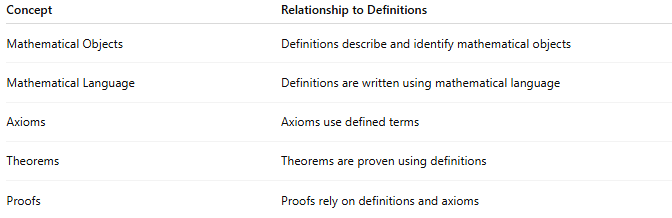 Concept Relationship to Definitions
Mathematical Objects Definitions describe and identify mathematical objects
Mathematical Language Definitions are written using mathematical language
Axioms Axioms use defined terms
Theorems Theorems are proven using definitions
Proofs Proofs rely on definitions and axioms